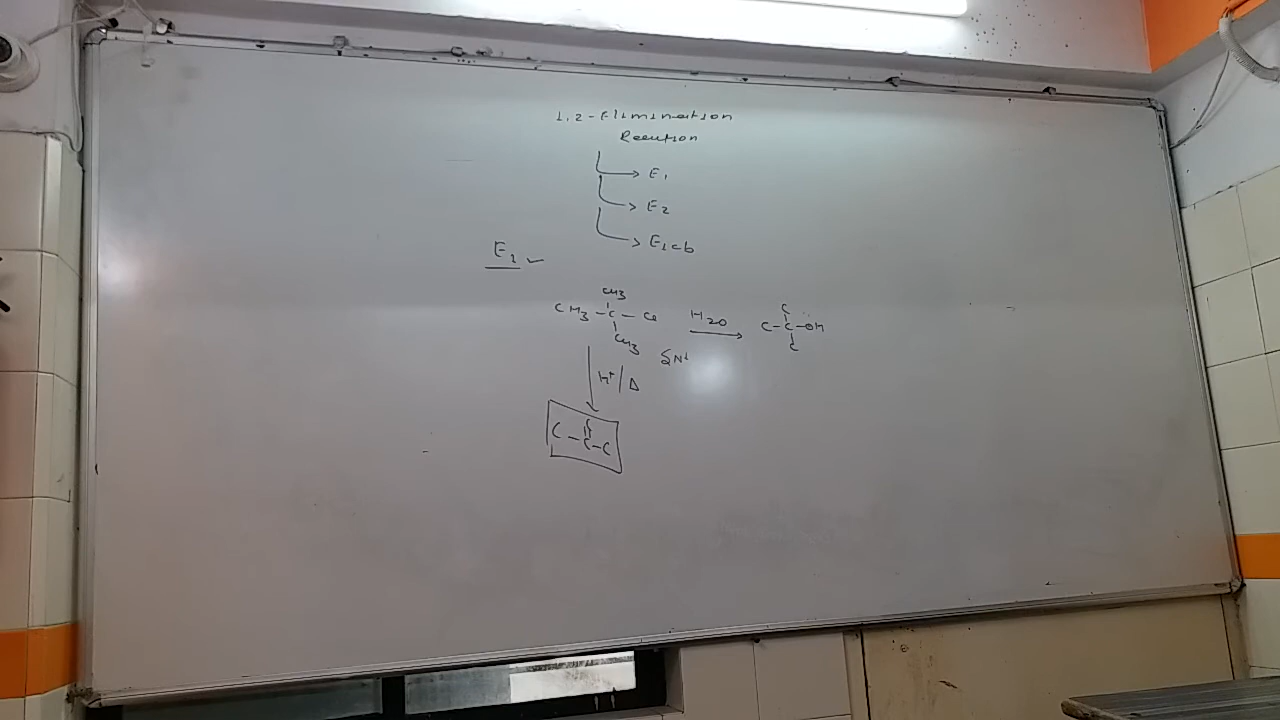 1,2-Elimination
Reaction
→ E1
→ E2
→ E1cb
E1 ✓
CH3
CH3 - C - Cl
CH3
H2O
→
SN1
C
C-C-OH
C
H+/Δ
C
C - C - C